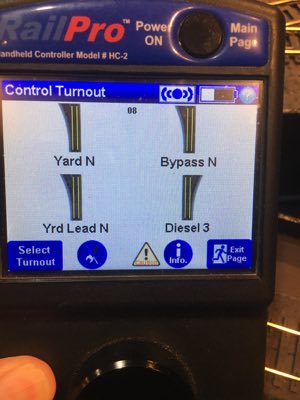 RailPro™
Power ON
Main Page
Handheld Controller Model # HC-2
Control Turnout
08
Yard N
Bypass N
Yrd Lead N
Diesel 3
Select Turnout
Info.
Exit Page